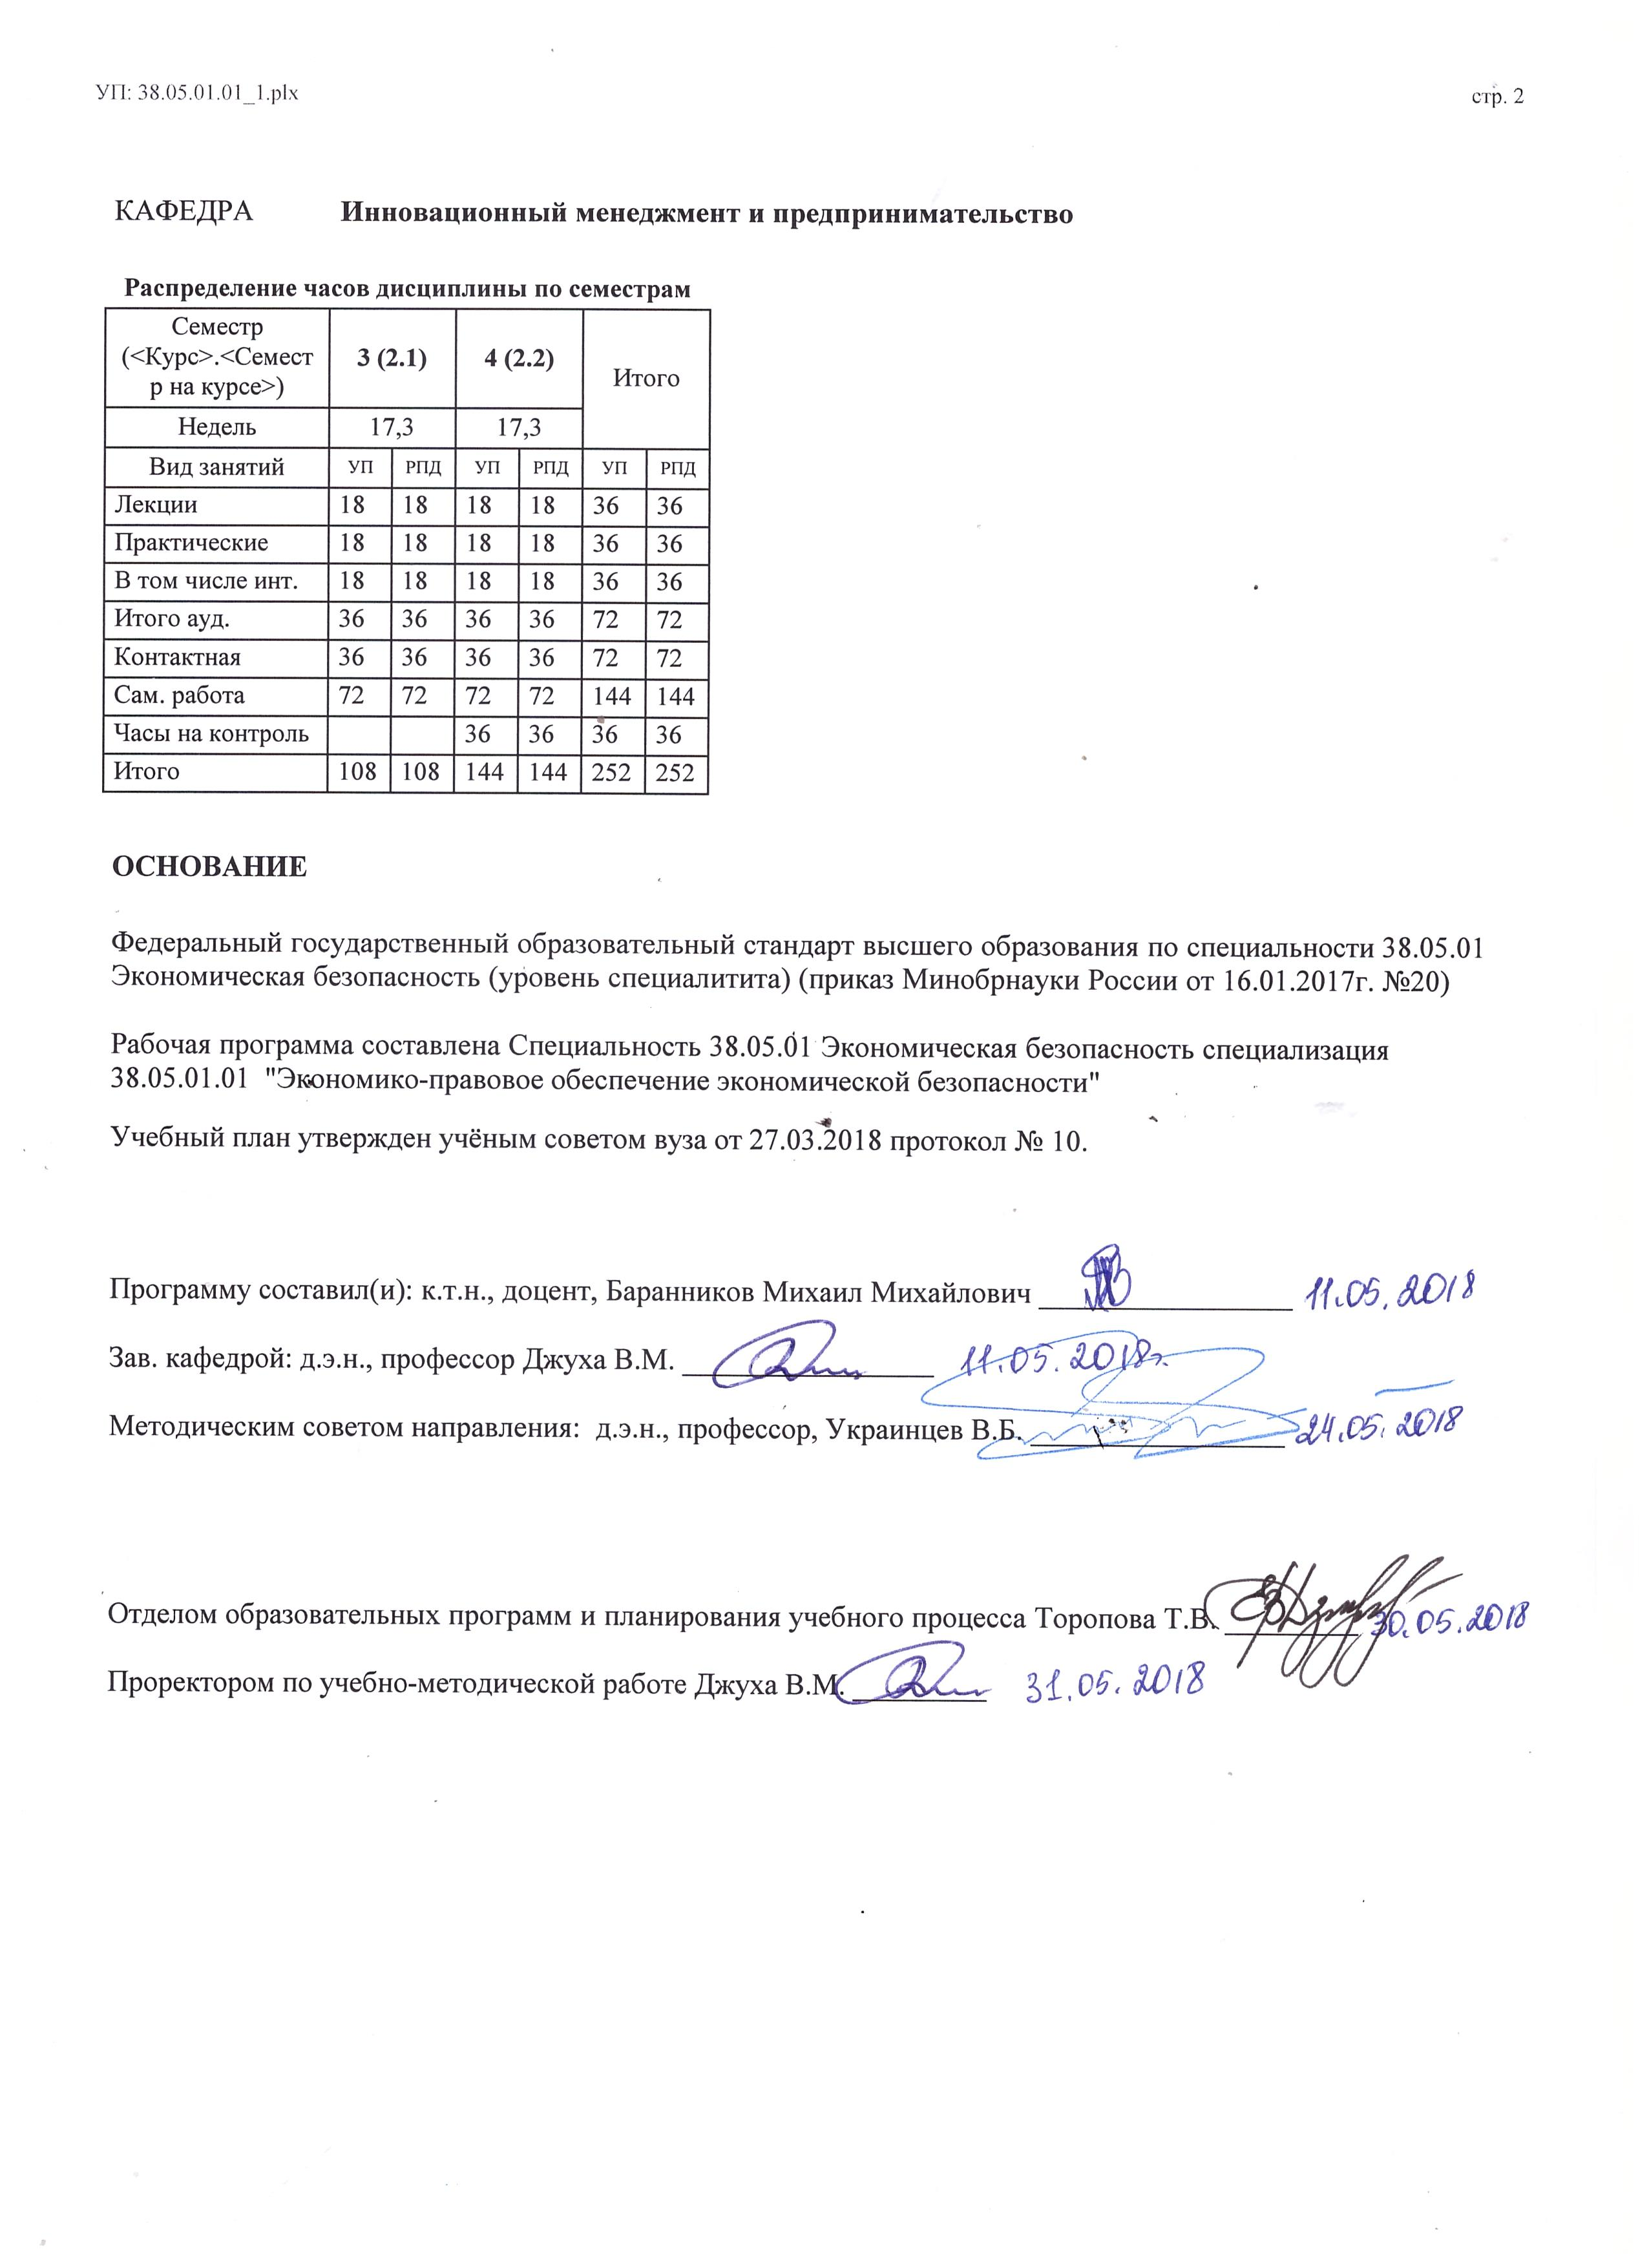 УП: 38.05.01.01_1.plx
стр. 2
КАФЕДРА Инновационный менеджмент и предпринимательство
Распределение часов дисциплины по семестрам
Семестр
(<Курс>.<Семест
р на курсе>)
3 (2.1) 4 (2.2) Итого
Недель 17,3 17,3
Вид занятий УП РПД УП РПД УП РПД
Лекции 18 18 18 18 36 36
Практические 18 18 18 18 36 36
В том числе инт. 18 18 18 18 36 36
Итого ауд. 36 36 36 36 72 72
Контактная 36 36 36 36 72 72
Сам. работа 72 72 72 72 144 144
Часы на контроль 36 36 36 36
Итого 108 108 144 144 252 252
ОСНОВАНИЕ
Федеральный государственный образовательный стандарт высшего образования по специальности 38.05.01
Экономическая безопасность (уровень специалитита) (приказ Минобрнауки России от 16.01.2017г. №20)
Рабочая программа составлена Специальность 38.05.01 Экономическая безопасность специализация
38.05.01.01 "Экономико-правовое обеспечение экономической безопасности"
Учебный план утвержден учёным советом вуза от 27.03.2018 протокол № 10.
Программу составил(и): к.т.н., доцент, Баранников Михаил Михайлович 11.05.2018
Зав. кафедрой: д.э.н., профессор Джуха В.М. 11.05.2018г.
Методическим советом направления: д.э.н., профессор, Украинцев В.Б. 24.05.2018
Отделом образовательных программ и планирования учебного процесса Торопова Т.В. 30.05.2018
Проректором по учебно-методической работе Джуха В.М. 31.05.2018